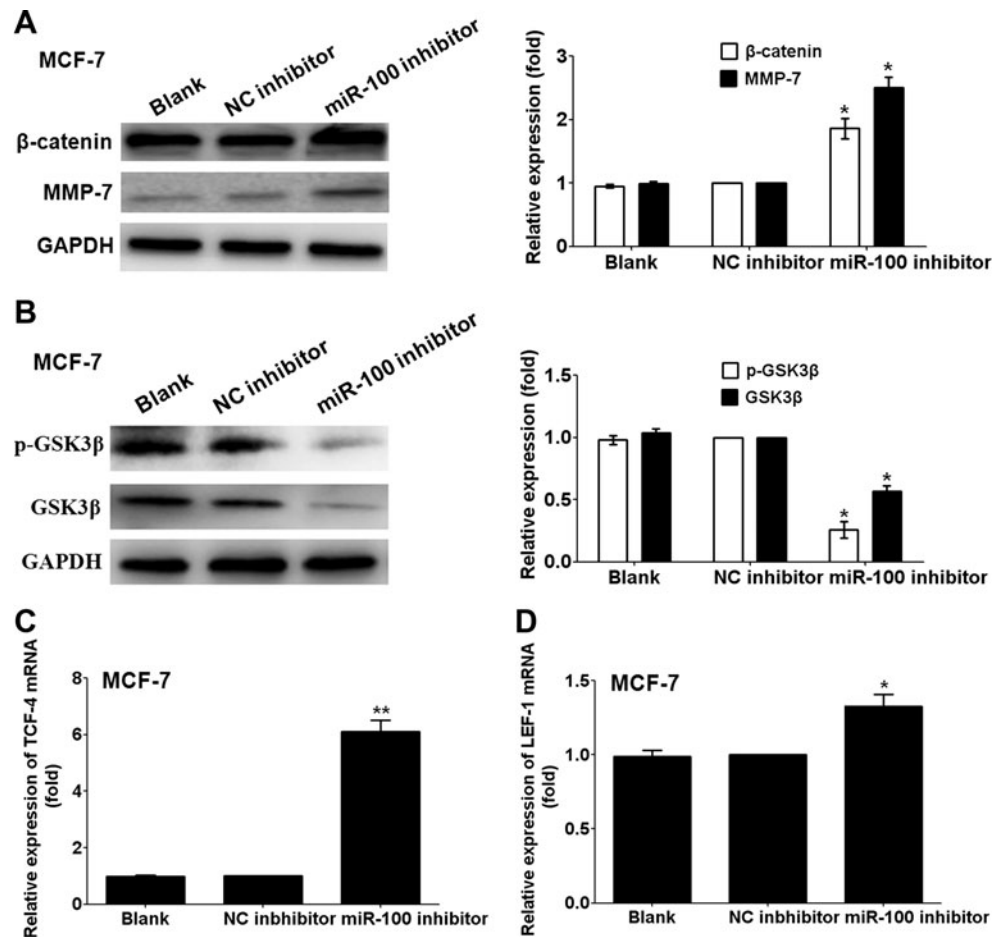 A
MCF-7
Blank
NC inhibitor
miR-100 inhibitor
β-catenin
MMP-7
GAPDH
Relative expression (fold)
3
2
1
0
β-catenin
MMP-7
*
*
Blank
NC inhibitor
miR-100 inhibitor
B
MCF-7
Blank
NC inhibitor
miR-100 inhibitor
p-GSK3β
GSK3β
GAPDH
Relative expression (fold)
1.5
1.0
0.5
0.0
p-GSK3β
GSK3β
*
*
Blank
NC inhibitor
miR-100 inhibitor
C
Relative expression of TCF-4 mRNA
(fold)
MCF-7
8
6
4
2
0
**
Blank
NC inbhibitor
miR-100 inhibitor
D
Relative expression of LEF-1 mRNA
(fold)
MCF-7
1.5
1.0
0.5
0.0
*
Blank
NC inbhibitor
miR-100 inhibitor